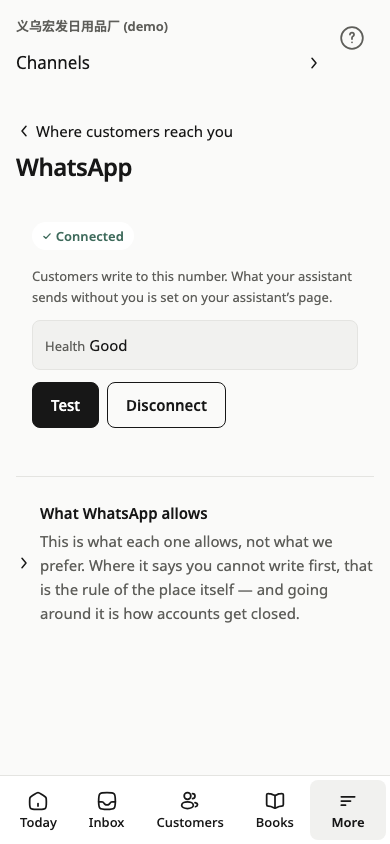 义乌宏发日用品厂 (demo)
Channels
Where customers reach you
WhatsApp
Connected
Customers write to this number. What your assistant
sends without you is set on your assistant's page.
Health Good
Test Disconnect
What WhatsApp allows
This is what each one allows, not what we
prefer. Where it says you cannot write first, that
is the rule of the place itself — and going
around it is how accounts get closed.
Today Inbox Customers Books More